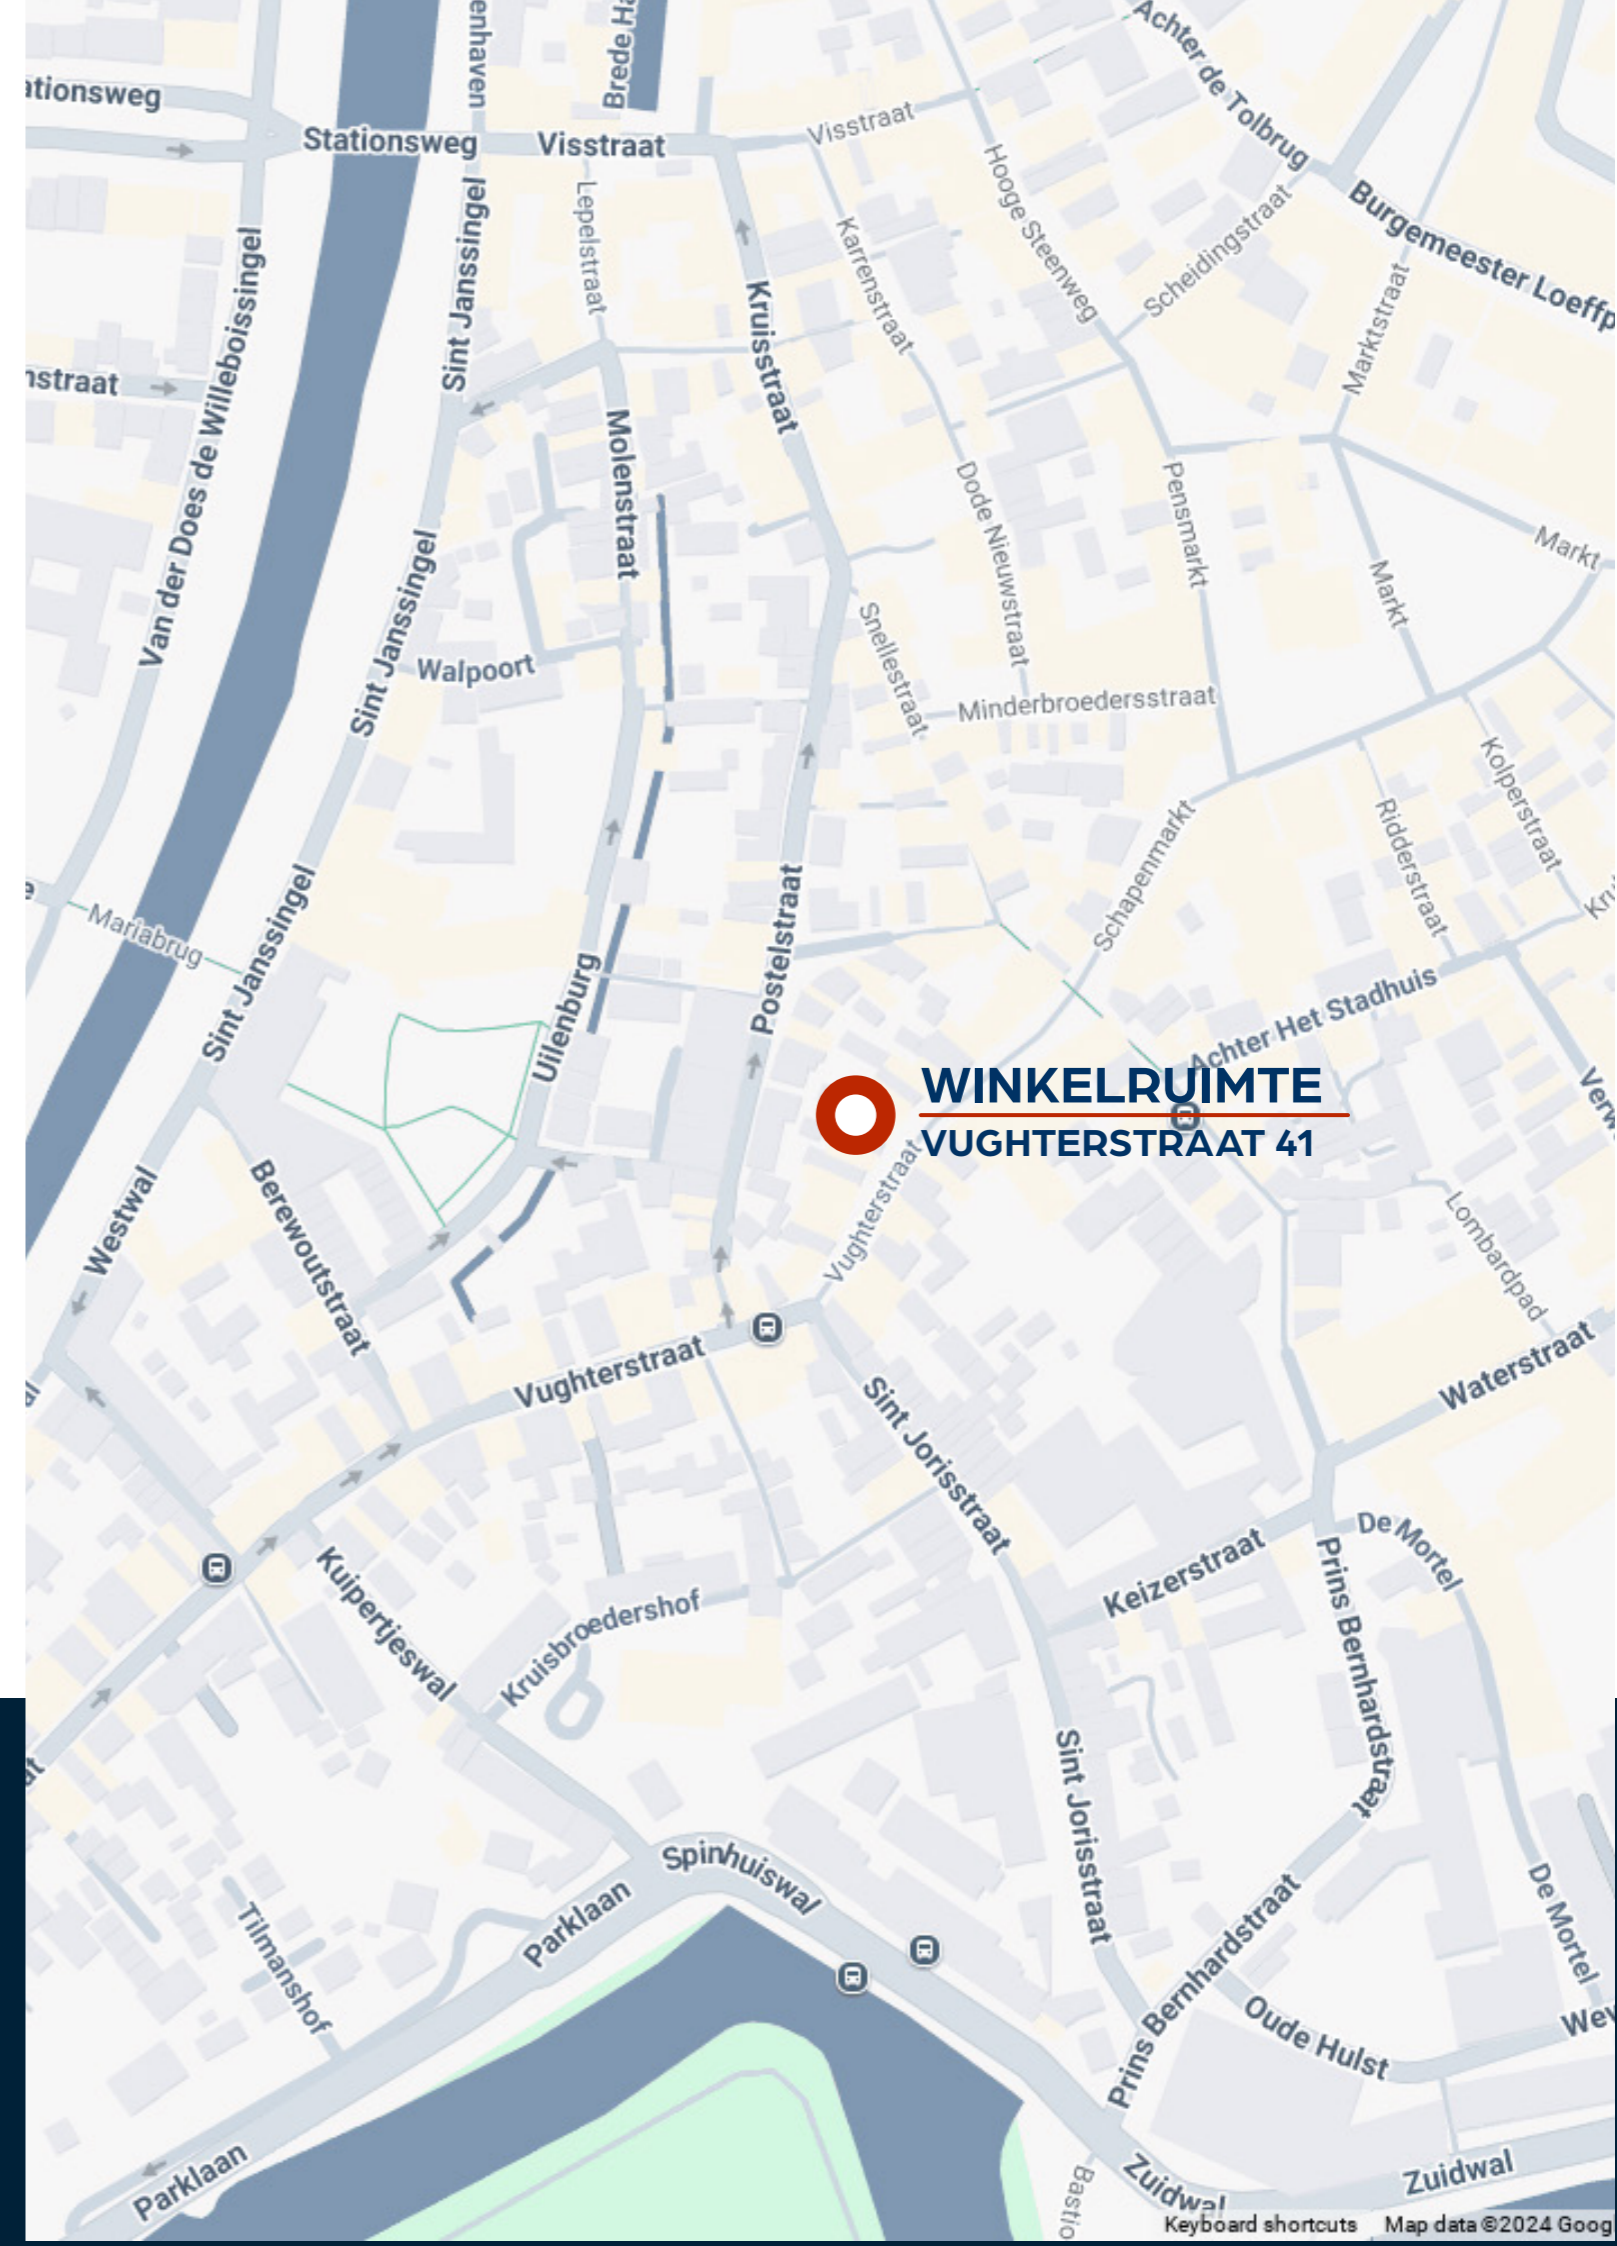 enhaven
Achter de Tolbrug
Stationsweg
Visstraat
Visstraat
Sint Janssingel
Lepelstraat
Karrenstraat
Hooge Steenweg
Scheidingstraat
Marktstraat
Van der Does de Willeboissingel
Kruisstraat
Molenstraat
Dode Nieuwstraat
Pensmarkt
Markt
Markt
Sint Janssingel
Walpoort
Snellestraat
Minderbroedersstraat
Kolperstraat
Ridderstraat
Schapenmarkt
Mariabrug
Sint Janssingel
Postelstraat
Uilenburg
Achter Het Stadhuis
WINKELRUIMTE
VUGHTERSTRAAT 41
Vughterstraat
Westwal
Berewoutstraat
Lombardpad
Vughterstraat
Waterstraat
Sint Jorisstraat
Keizerstraat
De Mortel
Prins Bernhardstraat
Kuipertjeswal
Kruisbroedershof
Sint Jorisstraat
Spinhuiswal
Parklaan
Tilmanshof
De Mortel
Prins Bernhardstraat
Oude Hulst
Parklaan
Zuidwal
Zuidwal
Keyboard shortcuts
Map data ©2024 Goog